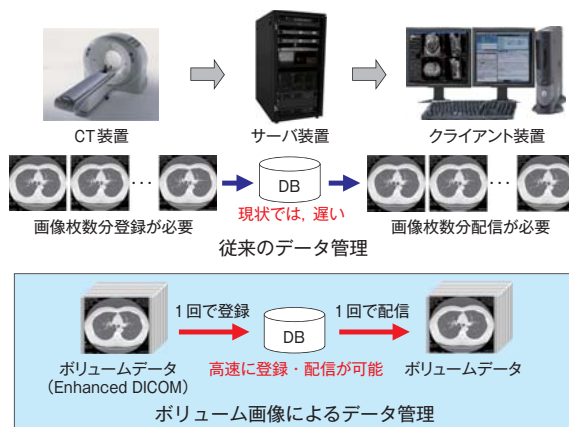 CT装置
サーバ装置
クライアント装置
・・・
DB
・・・
現状では，遅い
画像枚数分登録が必要
画像枚数分配信が必要
従来のデータ管理
1回で登録
1回で配信
DB
ボリュームデータ
（Enhanced DICOM）
高速に登録・配信が可能
ボリュームデータ
ボリューム画像によるデータ管理